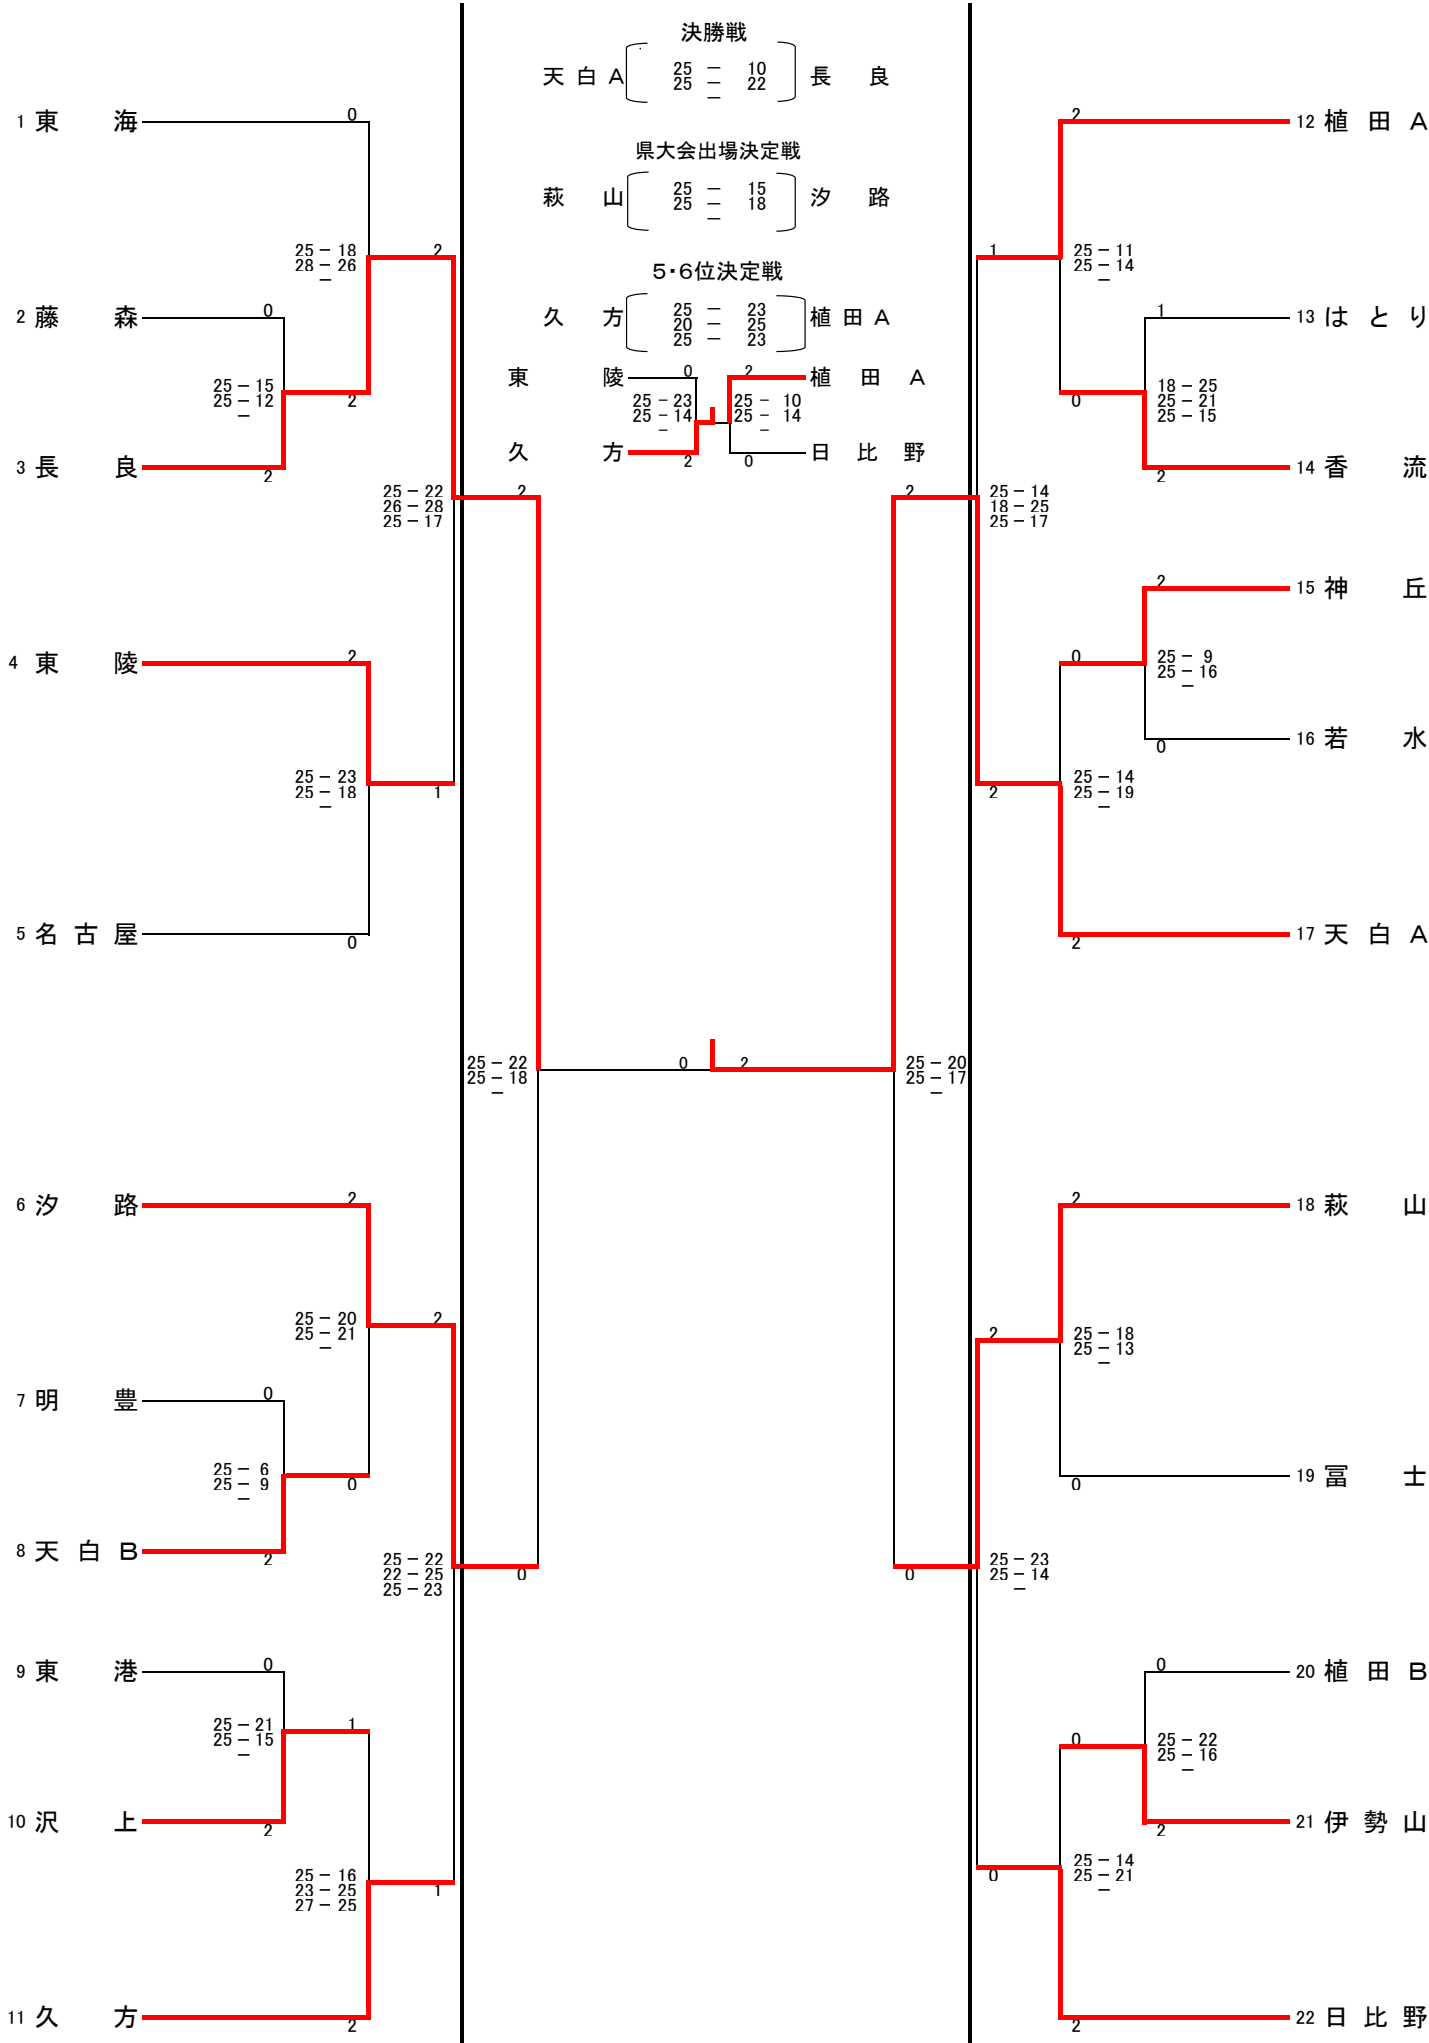 決勝戦
天白A 25 ― 10 長良
25 ― 22
―
県大会出場決定戦
萩山 25 ― 15 汐路
25 ― 18
―
5・6位決定戦
久方 25 ― 23 植田A
20 ― 25
25 ― 23
東陵 0 2 植田A
25 - 23 25 - 10
25 - 14 25 - 14
- -
久方 2 0 日比野
1 東海 0
25 - 18 2
28 - 26
―
2 藤森 0
25 - 15
25 - 12 2
―
3 長良 2
25 - 22 2
26 - 28
25 - 17
4 東陵 2
25 - 23
25 - 18 1
―
5 名古屋 0
25 - 22 0 2 25 - 20
25 - 18 25 - 17
― ―
6 汐路 2
25 - 20 2
25 - 21
―
7 明豊 0
25 - 6
25 - 9 0
―
8 天白B 2
25 - 22
22 - 25 0
25 - 23
9 東港 0
25 - 21 1
25 - 15
―
10 沢上 2
25 - 16
23 - 25 1
27 - 25
11 久方 2
2 12 植田A
1 25 - 11
25 - 14
―
1 13 はとり
18 - 25
0 25 - 21
25 - 15
2 14 香流
2 25 - 14
18 - 25
25 - 17
2 15 神丘
0 25 - 9
25 - 16
―
0 16 若水
25 - 14
2 25 - 19
―
2 17 天白A
2 18 萩山
2 25 - 18
25 - 13
―
0 19 冨士
25 - 23
0 25 - 14
―
0 20 植田B
0 25 - 22
25 - 16
―
2 21 伊勢山
25 - 14
0 25 - 21
―
2 22 日比野